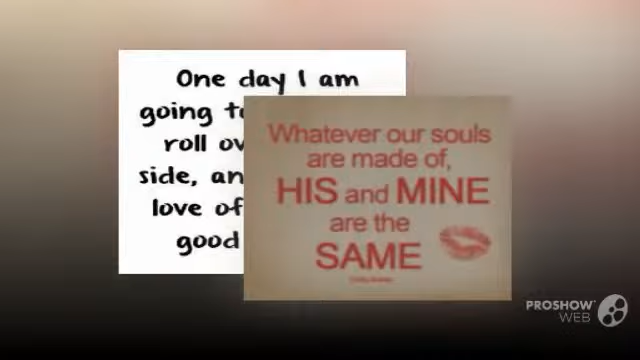 One day I am
going to
roll
side, an
love of
good
Whatever our souls
are made of,
HIS and MINE
are the
SAME
PROSHOW
WEB